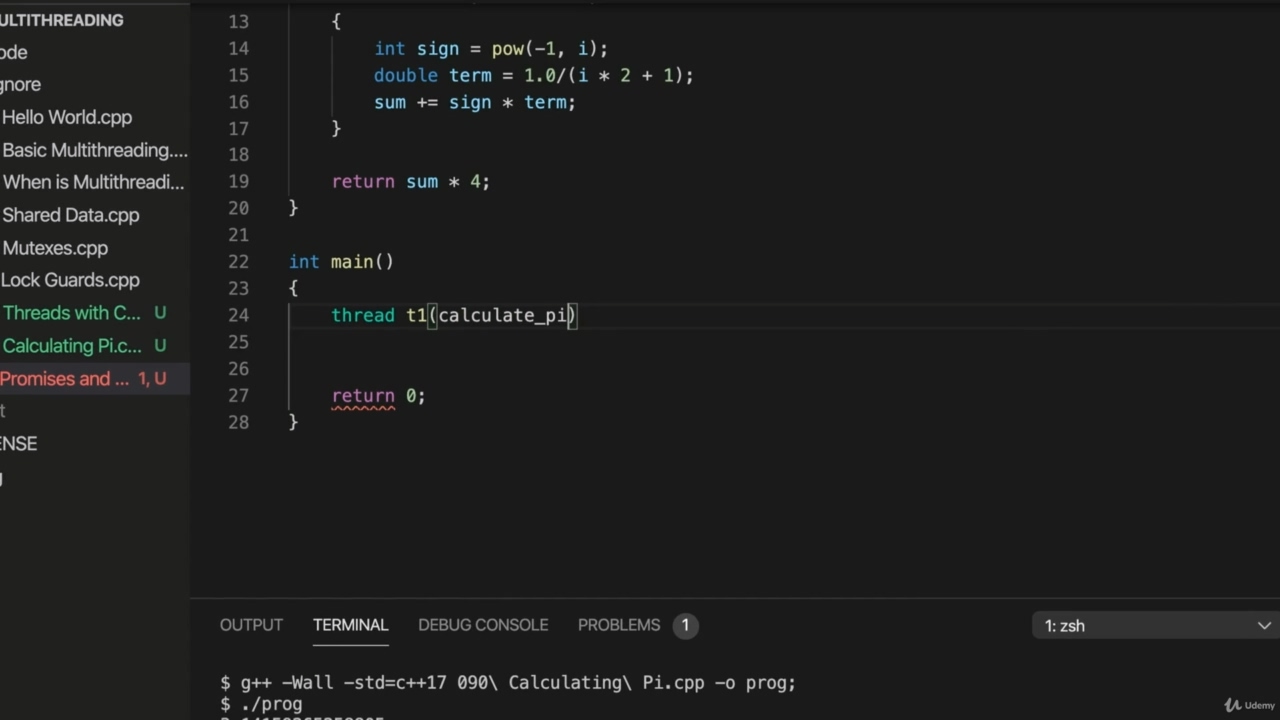 ULTITHREADING
ode
gnore
Hello World.cpp
Basic Multithreading....
When is Multithreadi...
Shared Data.cpp
Mutexes.cpp
Lock Guards.cpp
Threads with C... U
Calculating Pi.c... U
Promises and ... 1, U
t
ENSE
13 {
14 int sign = pow(-1, i);
15 double term = 1.0/(i * 2 + 1);
16 sum += sign * term;
17 }
18
19 return sum * 4;
20 }
21
22 int main()
23 {
24 thread t1(calculate_pi)
25
26
27 return 0;
28 }
OUTPUT TERMINAL DEBUG CONSOLE PROBLEMS 1 1: zsh
$ g++ -Wall -std=c++17 090\ Calculating\ Pi.cpp -o prog;
$ ./prog
Udemy